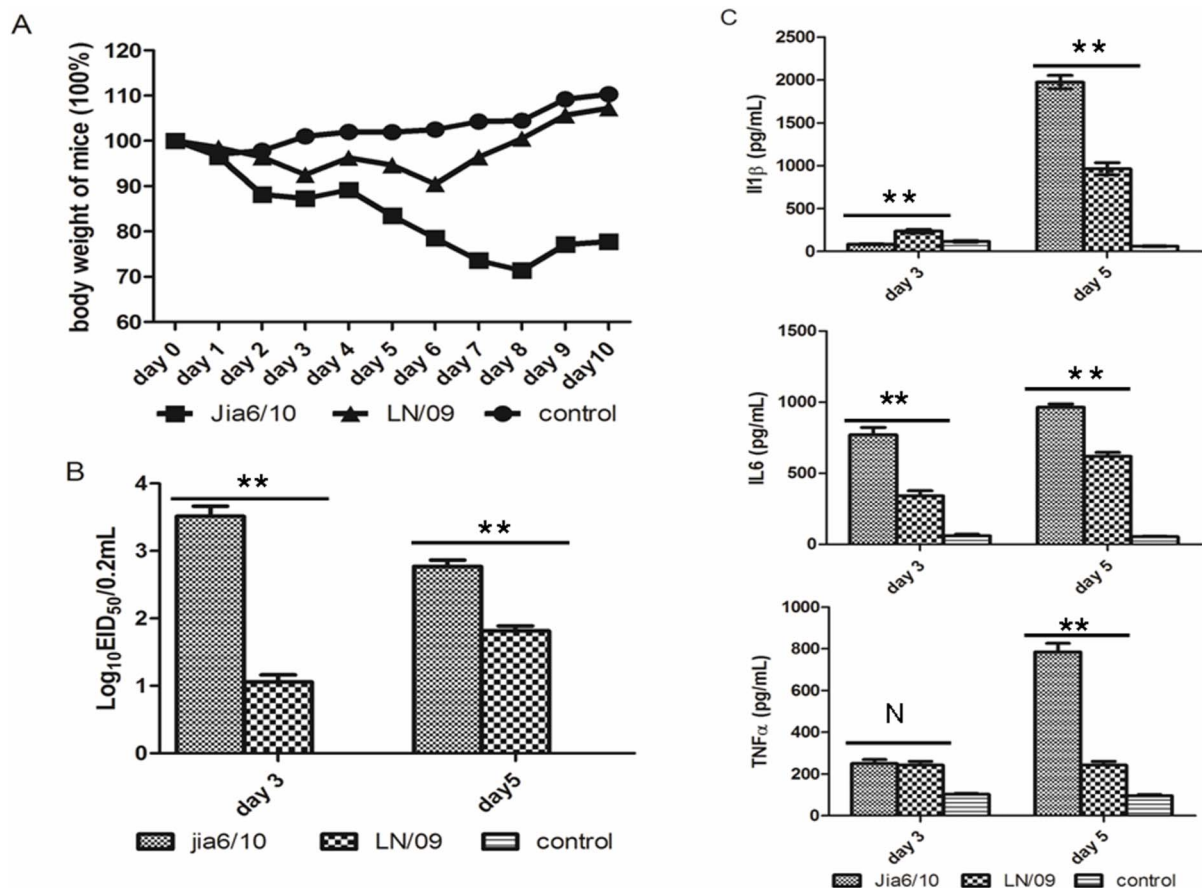 A
body weight of mice (100%)
120
110
100
90
80
70
60
day 0
day 1
day 2
day 3
day 4
day 5
day 6
day 7
day 8
day 9
day10
Jia6/10 LN/09 control
B
Log10EID50/0.2mL
4
3
2
1
0
**
**
day 3
day5
jia6/10 LN/09 control
C
Il1β (pg/mL)
2500
2000
1500
1000
500
0
**
**
day 3
day 5
IL6 (pg/mL)
1500
1000
500
0
**
**
day 3
day 5
TNFα (pg/mL)
1000
800
600
400
200
0
N
**
day 3
day 5
Jia6/10 LN/09 control